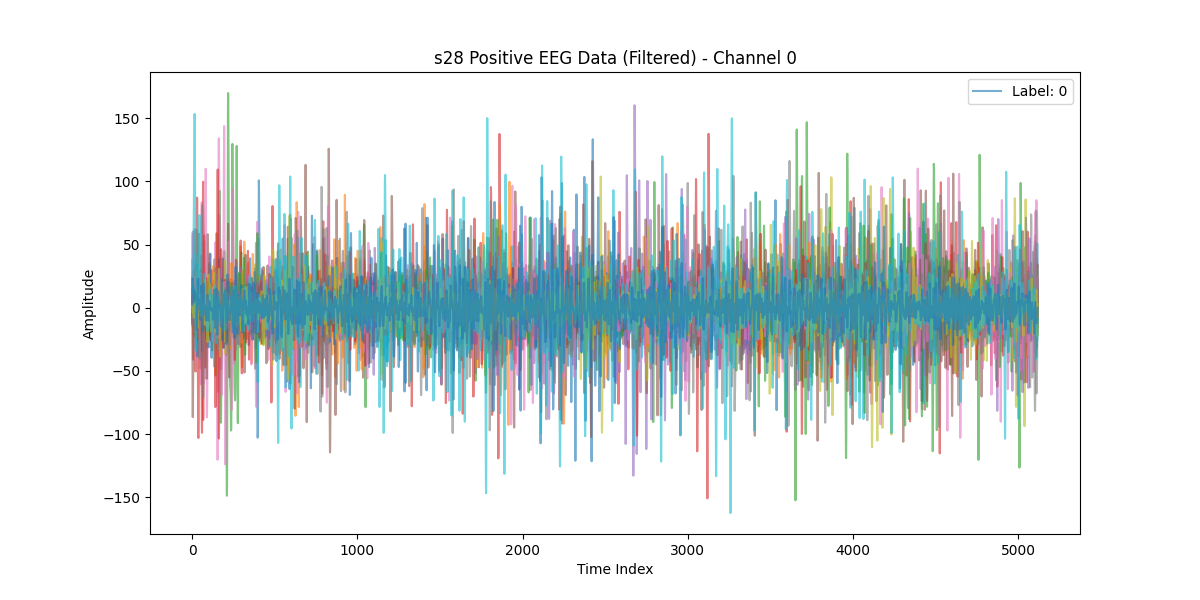 s28 Positive EEG Data (Filtered) - Channel 0
Label: 0
Amplitude
150
100
50
0
−50
−100
−150
0 1000 2000 3000 4000 5000
Time Index